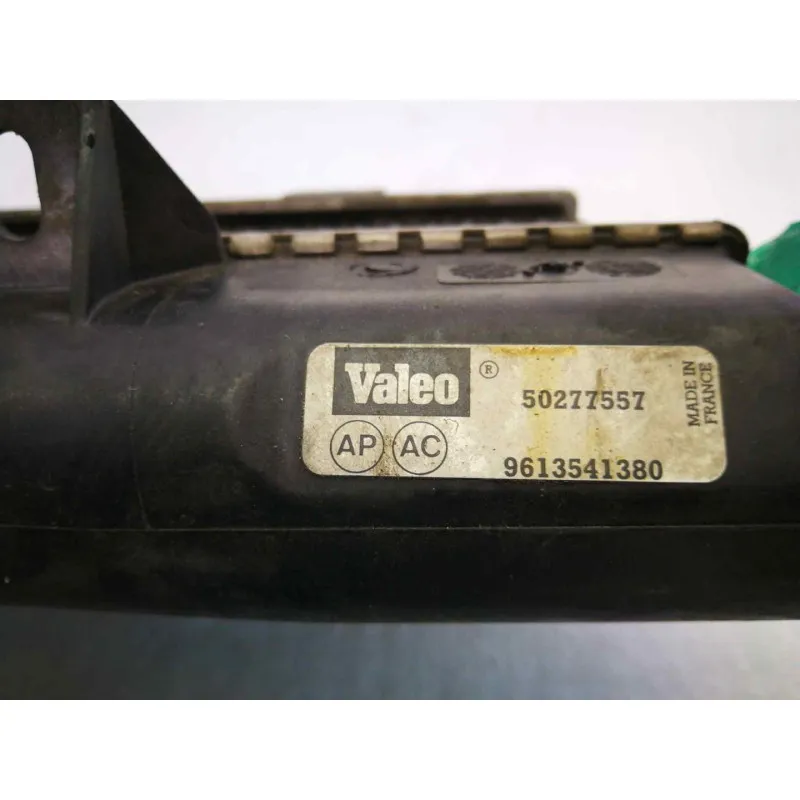 Valeo ® 50277557
AP AC 9613541380
MADE IN
FRANCE